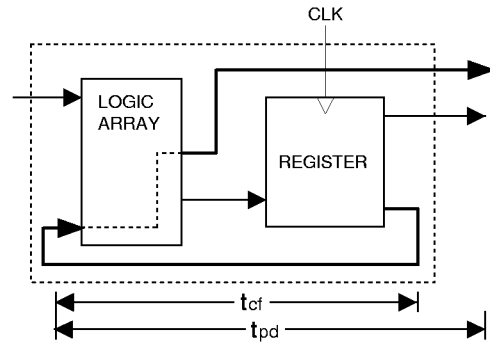 CLK
LOGIC
ARRAY
REGISTER
tcf
tpd